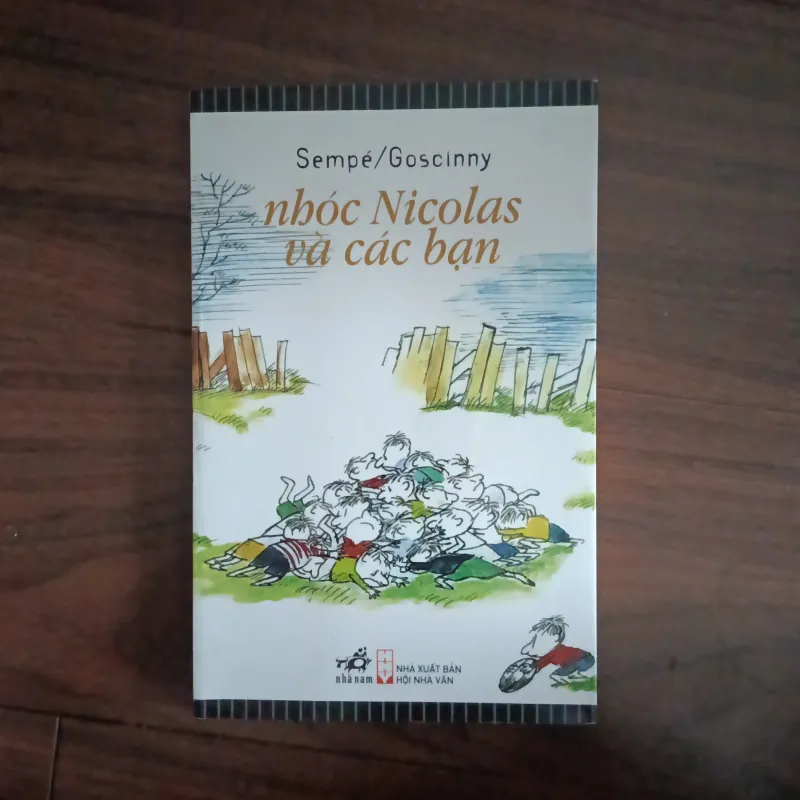 Sempé/Goscinny
nhóc Nicolas
và các bạn
nhã nam
NHÀ XUẤT BẢN
HỘI NHÀ VĂN